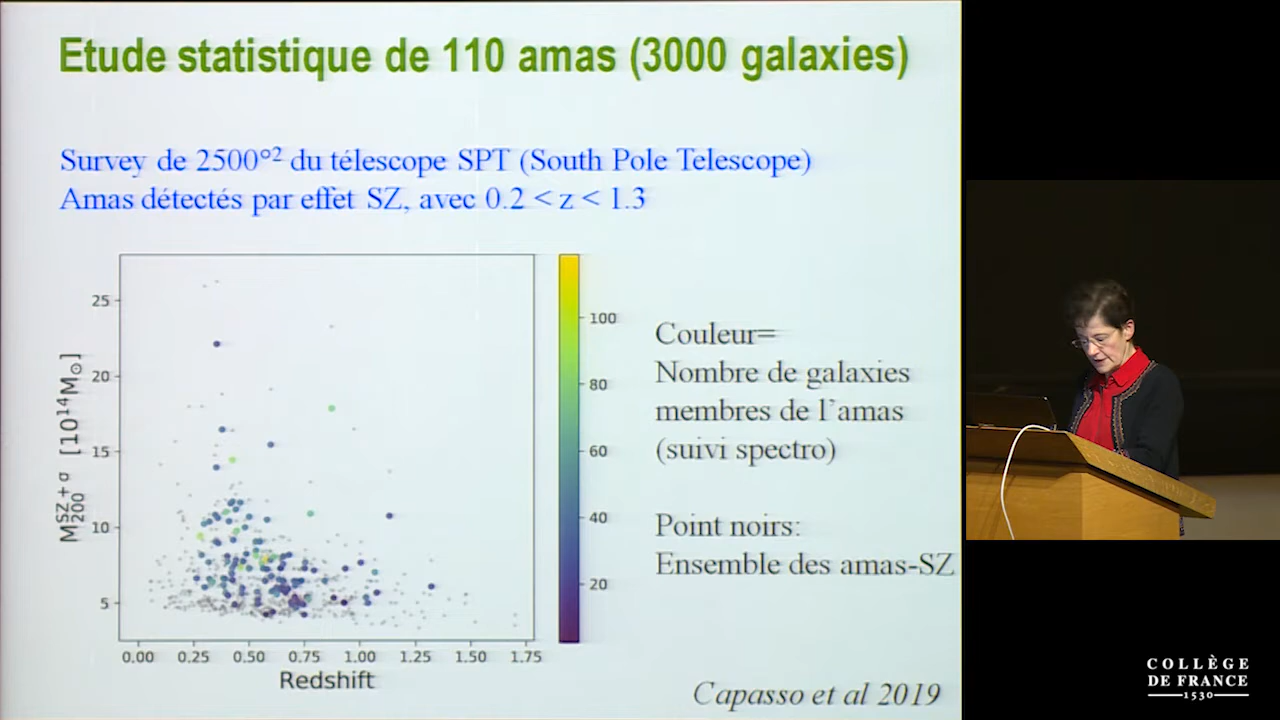 Etude statistique de 110 amas (3000 galaxies)
Survey de 2500°² du télescope SPT (South Pole Telescope)
Amas détectés par effet SZ, avec 0.2 < z < 1.3
25
20
15
10
5
M₂₀₀^SZ+σ [10¹⁴M☉]
0.00 0.25 0.50 0.75 1.00 1.25 1.50 1.75
Redshift
100
80
60
40
20
Couleur=
Nombre de galaxies
membres de l'amas
(suivi spectro)
Point noirs:
Ensemble des amas-SZ
Capasso et al 2019
COLLÈGE
DE FRANCE
1530